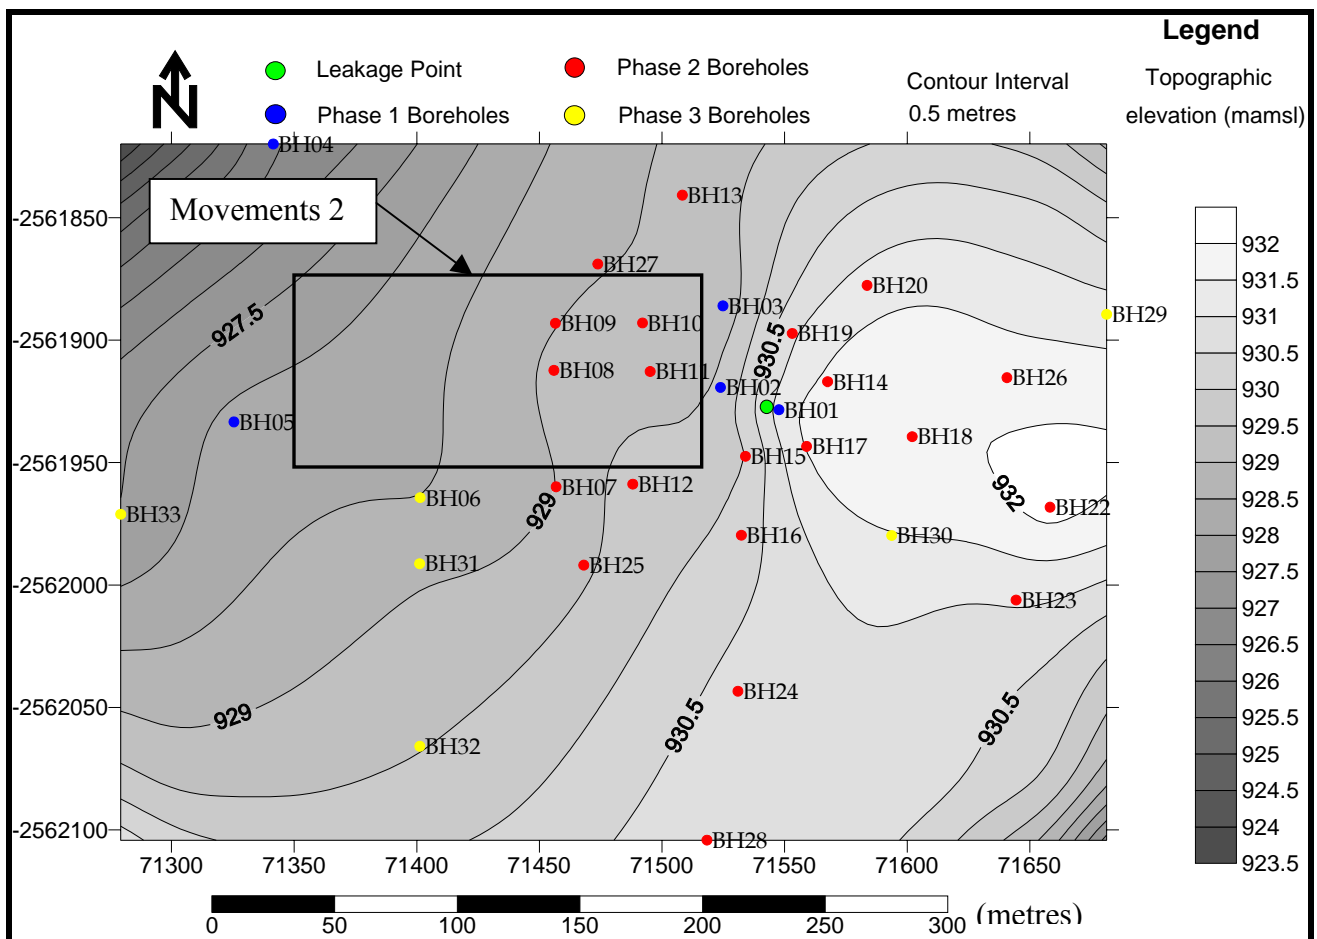 Legend
Leakage Point
Phase 2 Boreholes
Contour Interval
0.5 metres
Topographic
elevation (mamsl)
N
Phase 1 Boreholes
Phase 3 Boreholes
BH04
Movements 2
BH13
-2561850
BH27
BH20
BH03
BH29
927.5
BH09
BH10
930.5
BH19
-2561900
BH08
BH11
BH02
BH14
BH26
BH05
BH01
BH18
BH17
BH15
-2561950
BH06
BH07
BH12
932
BH22
BH33
929
BH16
BH30
BH31
BH25
-2562000
BH23
BH24
-2562050
929
930.5
930.5
BH32
-2562100
BH28
71300
71350
71400
71450
71500
71550
71600
71650
932
931.5
931
930.5
930
929.5
929
928.5
928
927.5
927
926.5
926
925.5
925
924.5
924
923.5
0
50
100
150
200
250
300
(metres)